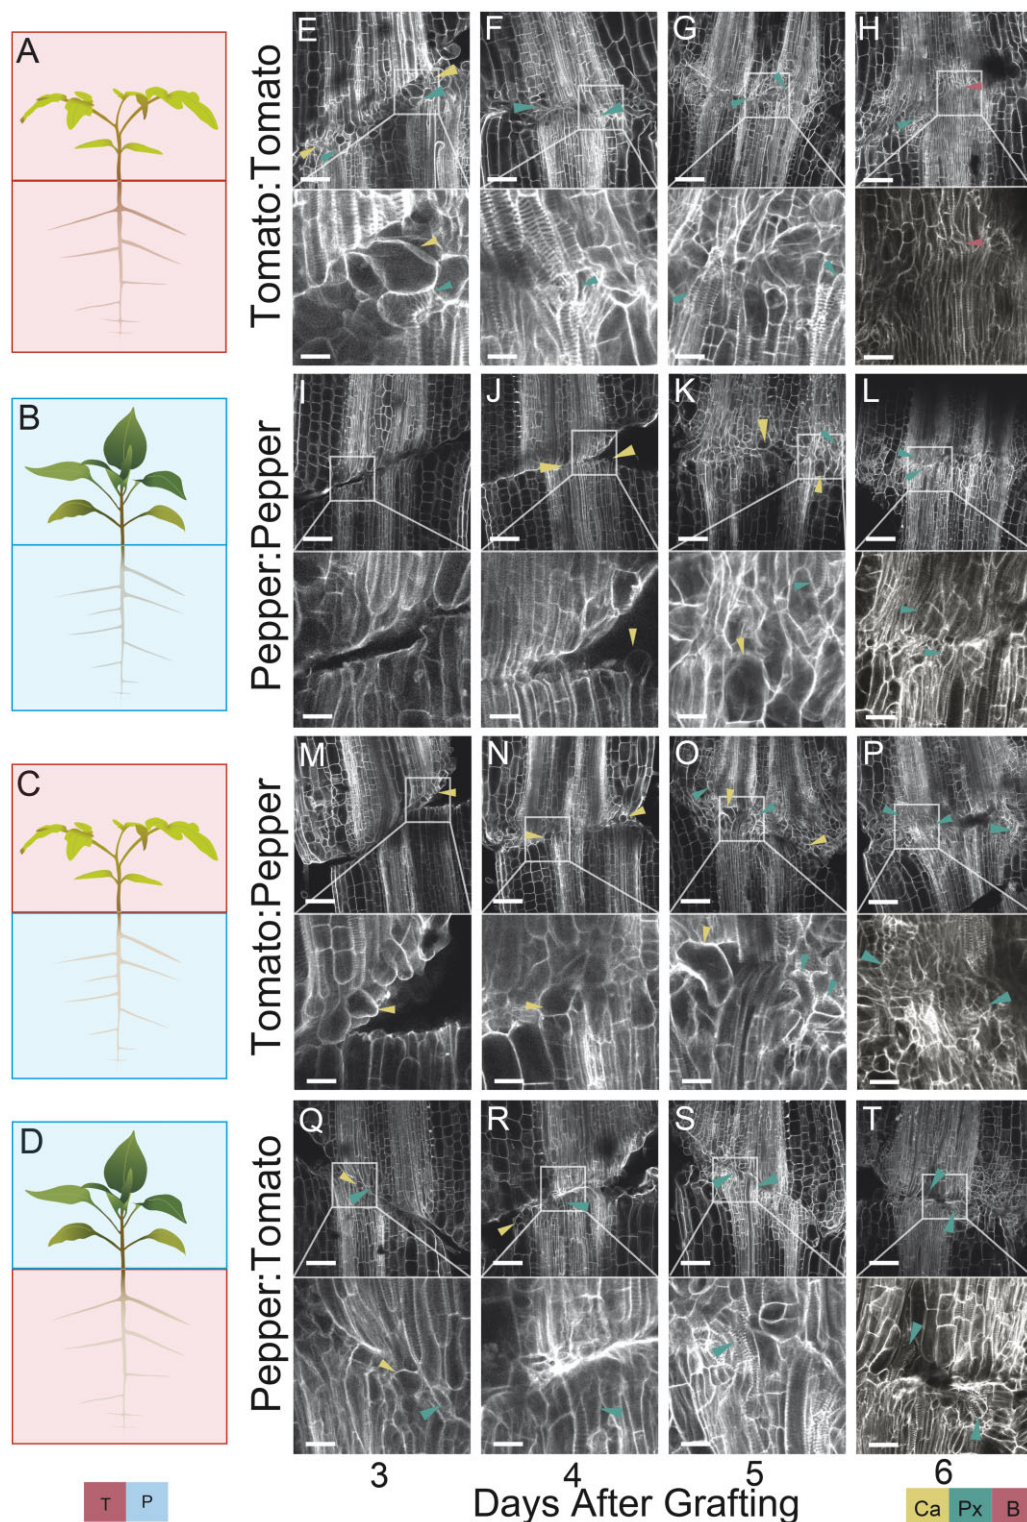 A
B
C
D
Tomato:Tomato
E
F
G
H
Pepper:Pepper
I
J
K
L
Tomato:Pepper
M
N
O
P
Pepper:Tomato
Q
R
S
T
3
4
5
6
Days After Grafting
T P
Ca Px B